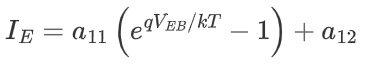 I_E = a_{11} \left( e^{qV_{EB}/kT} - 1 \right) + a_{12}